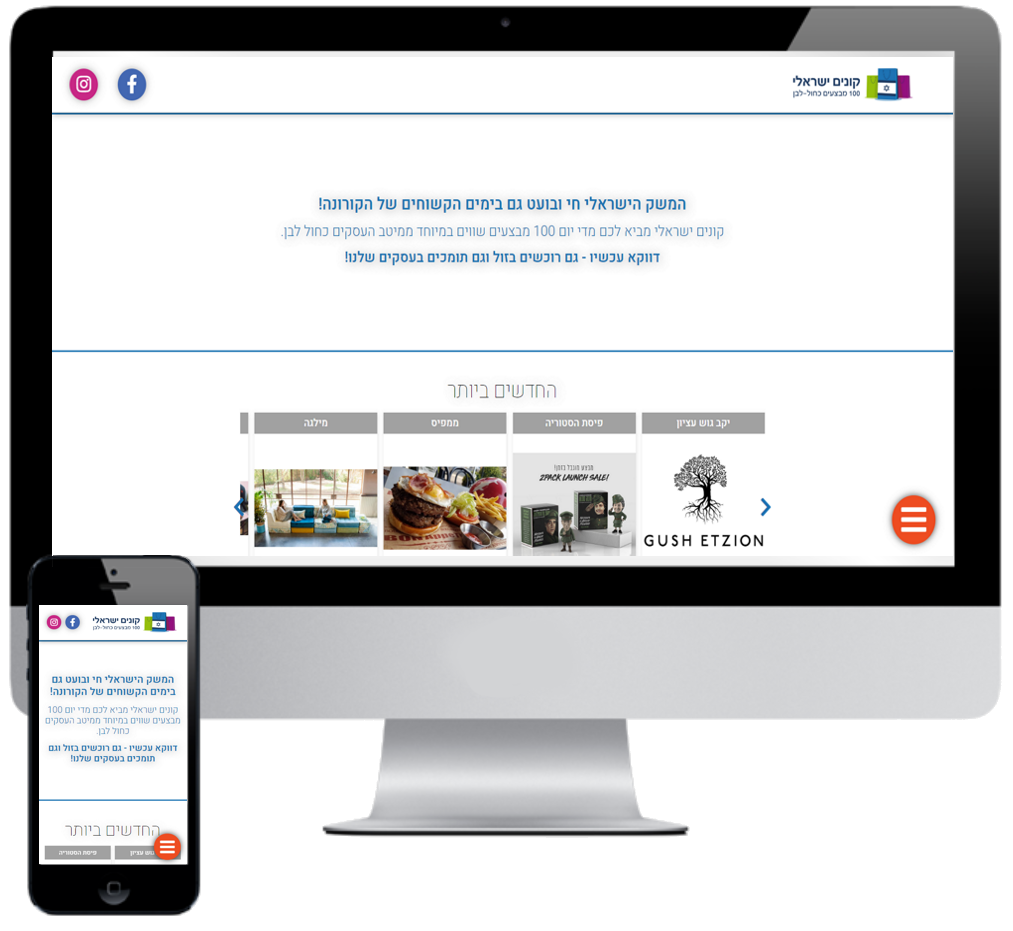 קונים ישראלי
100 מבצעים כחול-לבן
המשק הישראלי חי ובועט גם בימים הקשוחים של הקורונה!
קונים ישראלי מביא לכם מדי יום 100 מבצעים שווים במיוחד ממיטב העסקים כחול לבן.
דווקא עכשיו - גם רוכשים בזול וגם תומכים בעסקים שלנו!
החדשים ביותר
יקב גוש עציון
פיסת הסטוריה
ממפיס
מילגה
2PACK LAUNCH SALE!
GUSH ETZION
קונים ישראלי
100 מבצעים כחול-לבן
המשק הישראלי חי ובועט גם
בימים הקשוחים של הקורונה!
קונים ישראלי מביא לכם מדי יום 100
מבצעים שווים במיוחד ממיטב העסקים
כחול לבן.
דווקא עכשיו - גם רוכשים בזול וגם
תומכים בעסקים שלנו!
החדשים ביותר
גוש עציון
פיסת הסטוריה